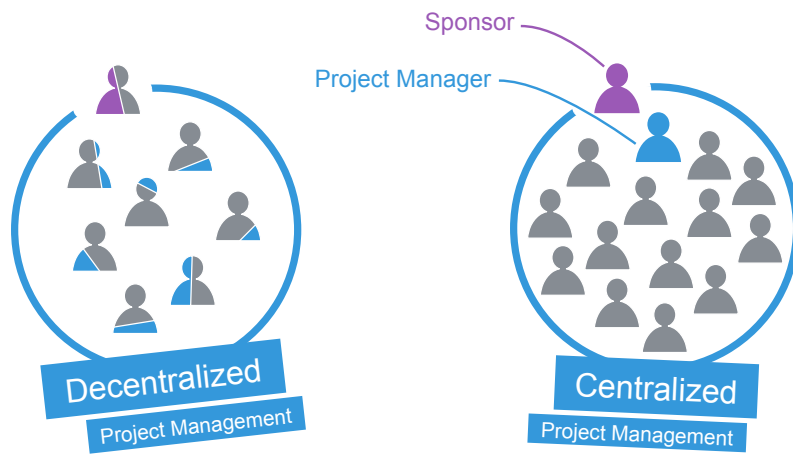 Sponsor
Project Manager
Decentralized
Project Management
Centralized
Project Management